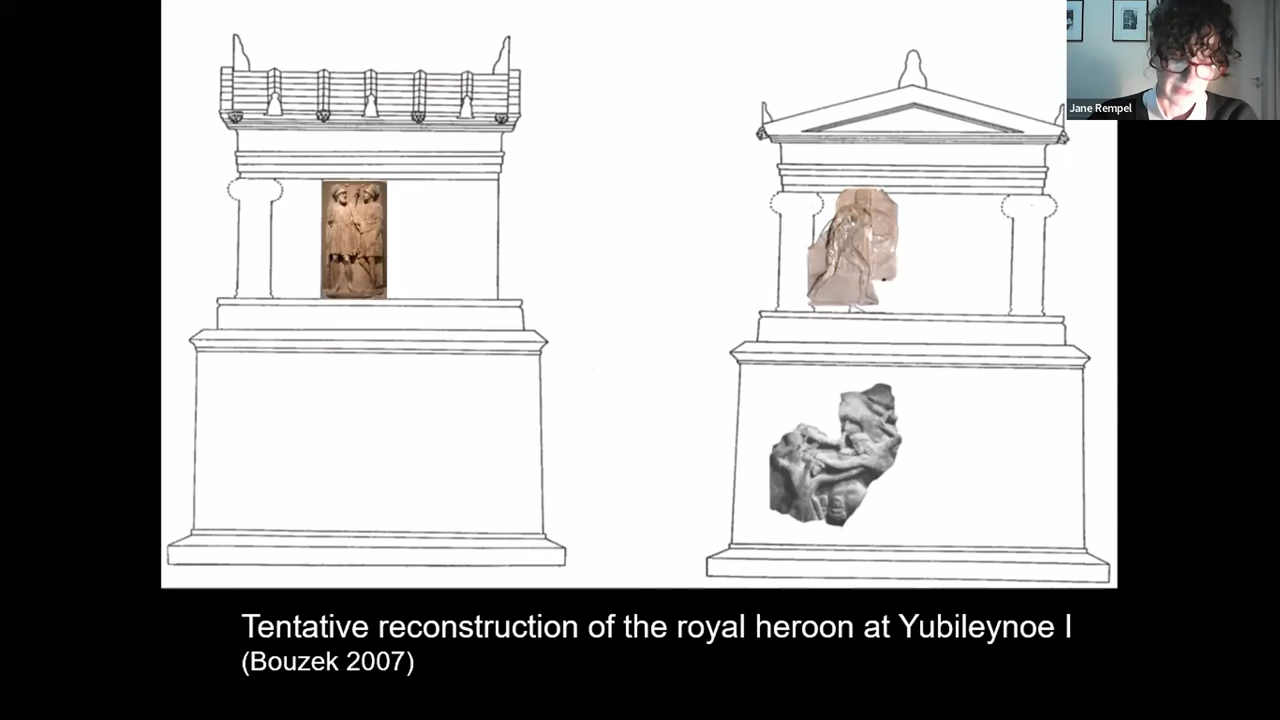 Jane Rempel
Tentative reconstruction of the royal heroon at Yubileynoe I
(Bouzek 2007)